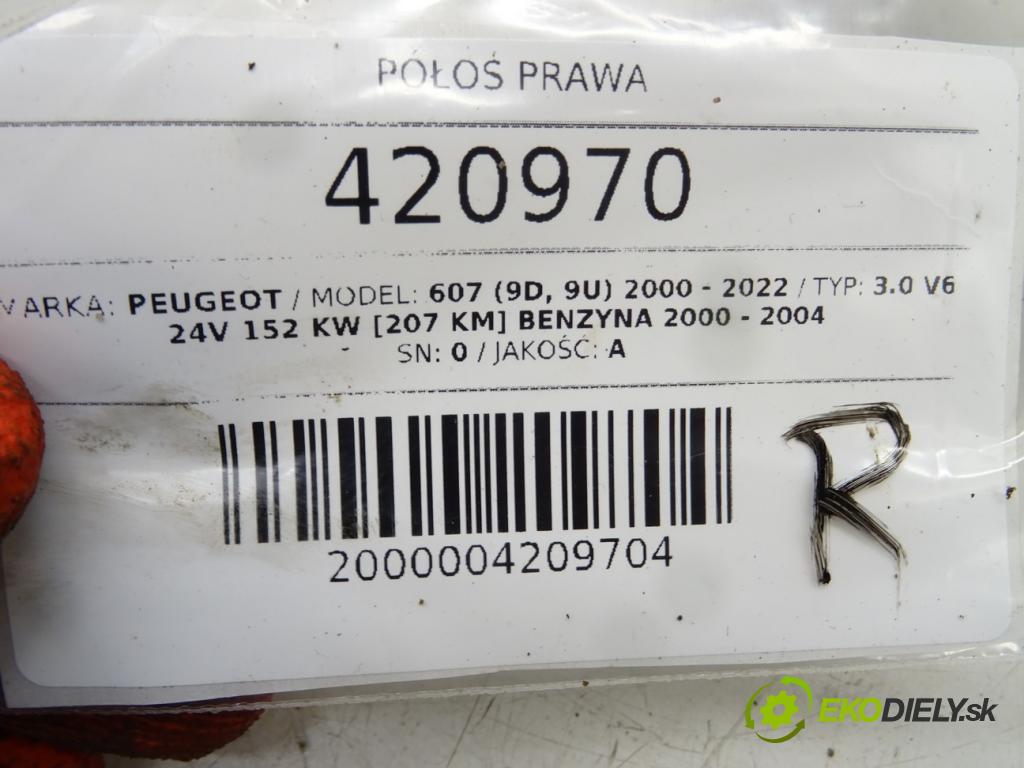 PÓŁOŚ PRAWA
420970
MARKA: PEUGEOT / MODEL: 607 (9D, 9U) 2000 - 2022 / TYP: 3.0 V6
24V 152 KW [207 KM] BENZYNA 2000 - 2004
SN: 0 / JAKOŚĆ: A
R
2000004209704
EKODIELY.sk